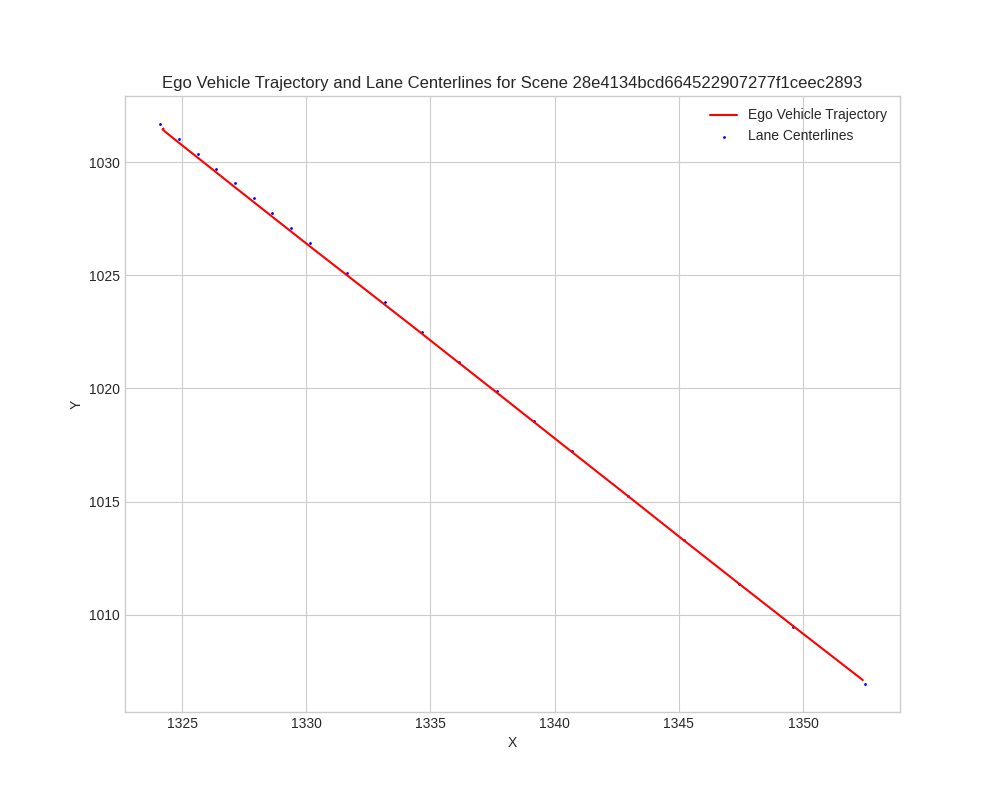 Ego Vehicle Trajectory and Lane Centerlines for Scene 28e4134bcd664522907277f1ceec2893
Ego Vehicle Trajectory
Lane Centerlines
1030
1025
1020
1015
1010
Y
1325 1330 1335 1340 1345 1350
X